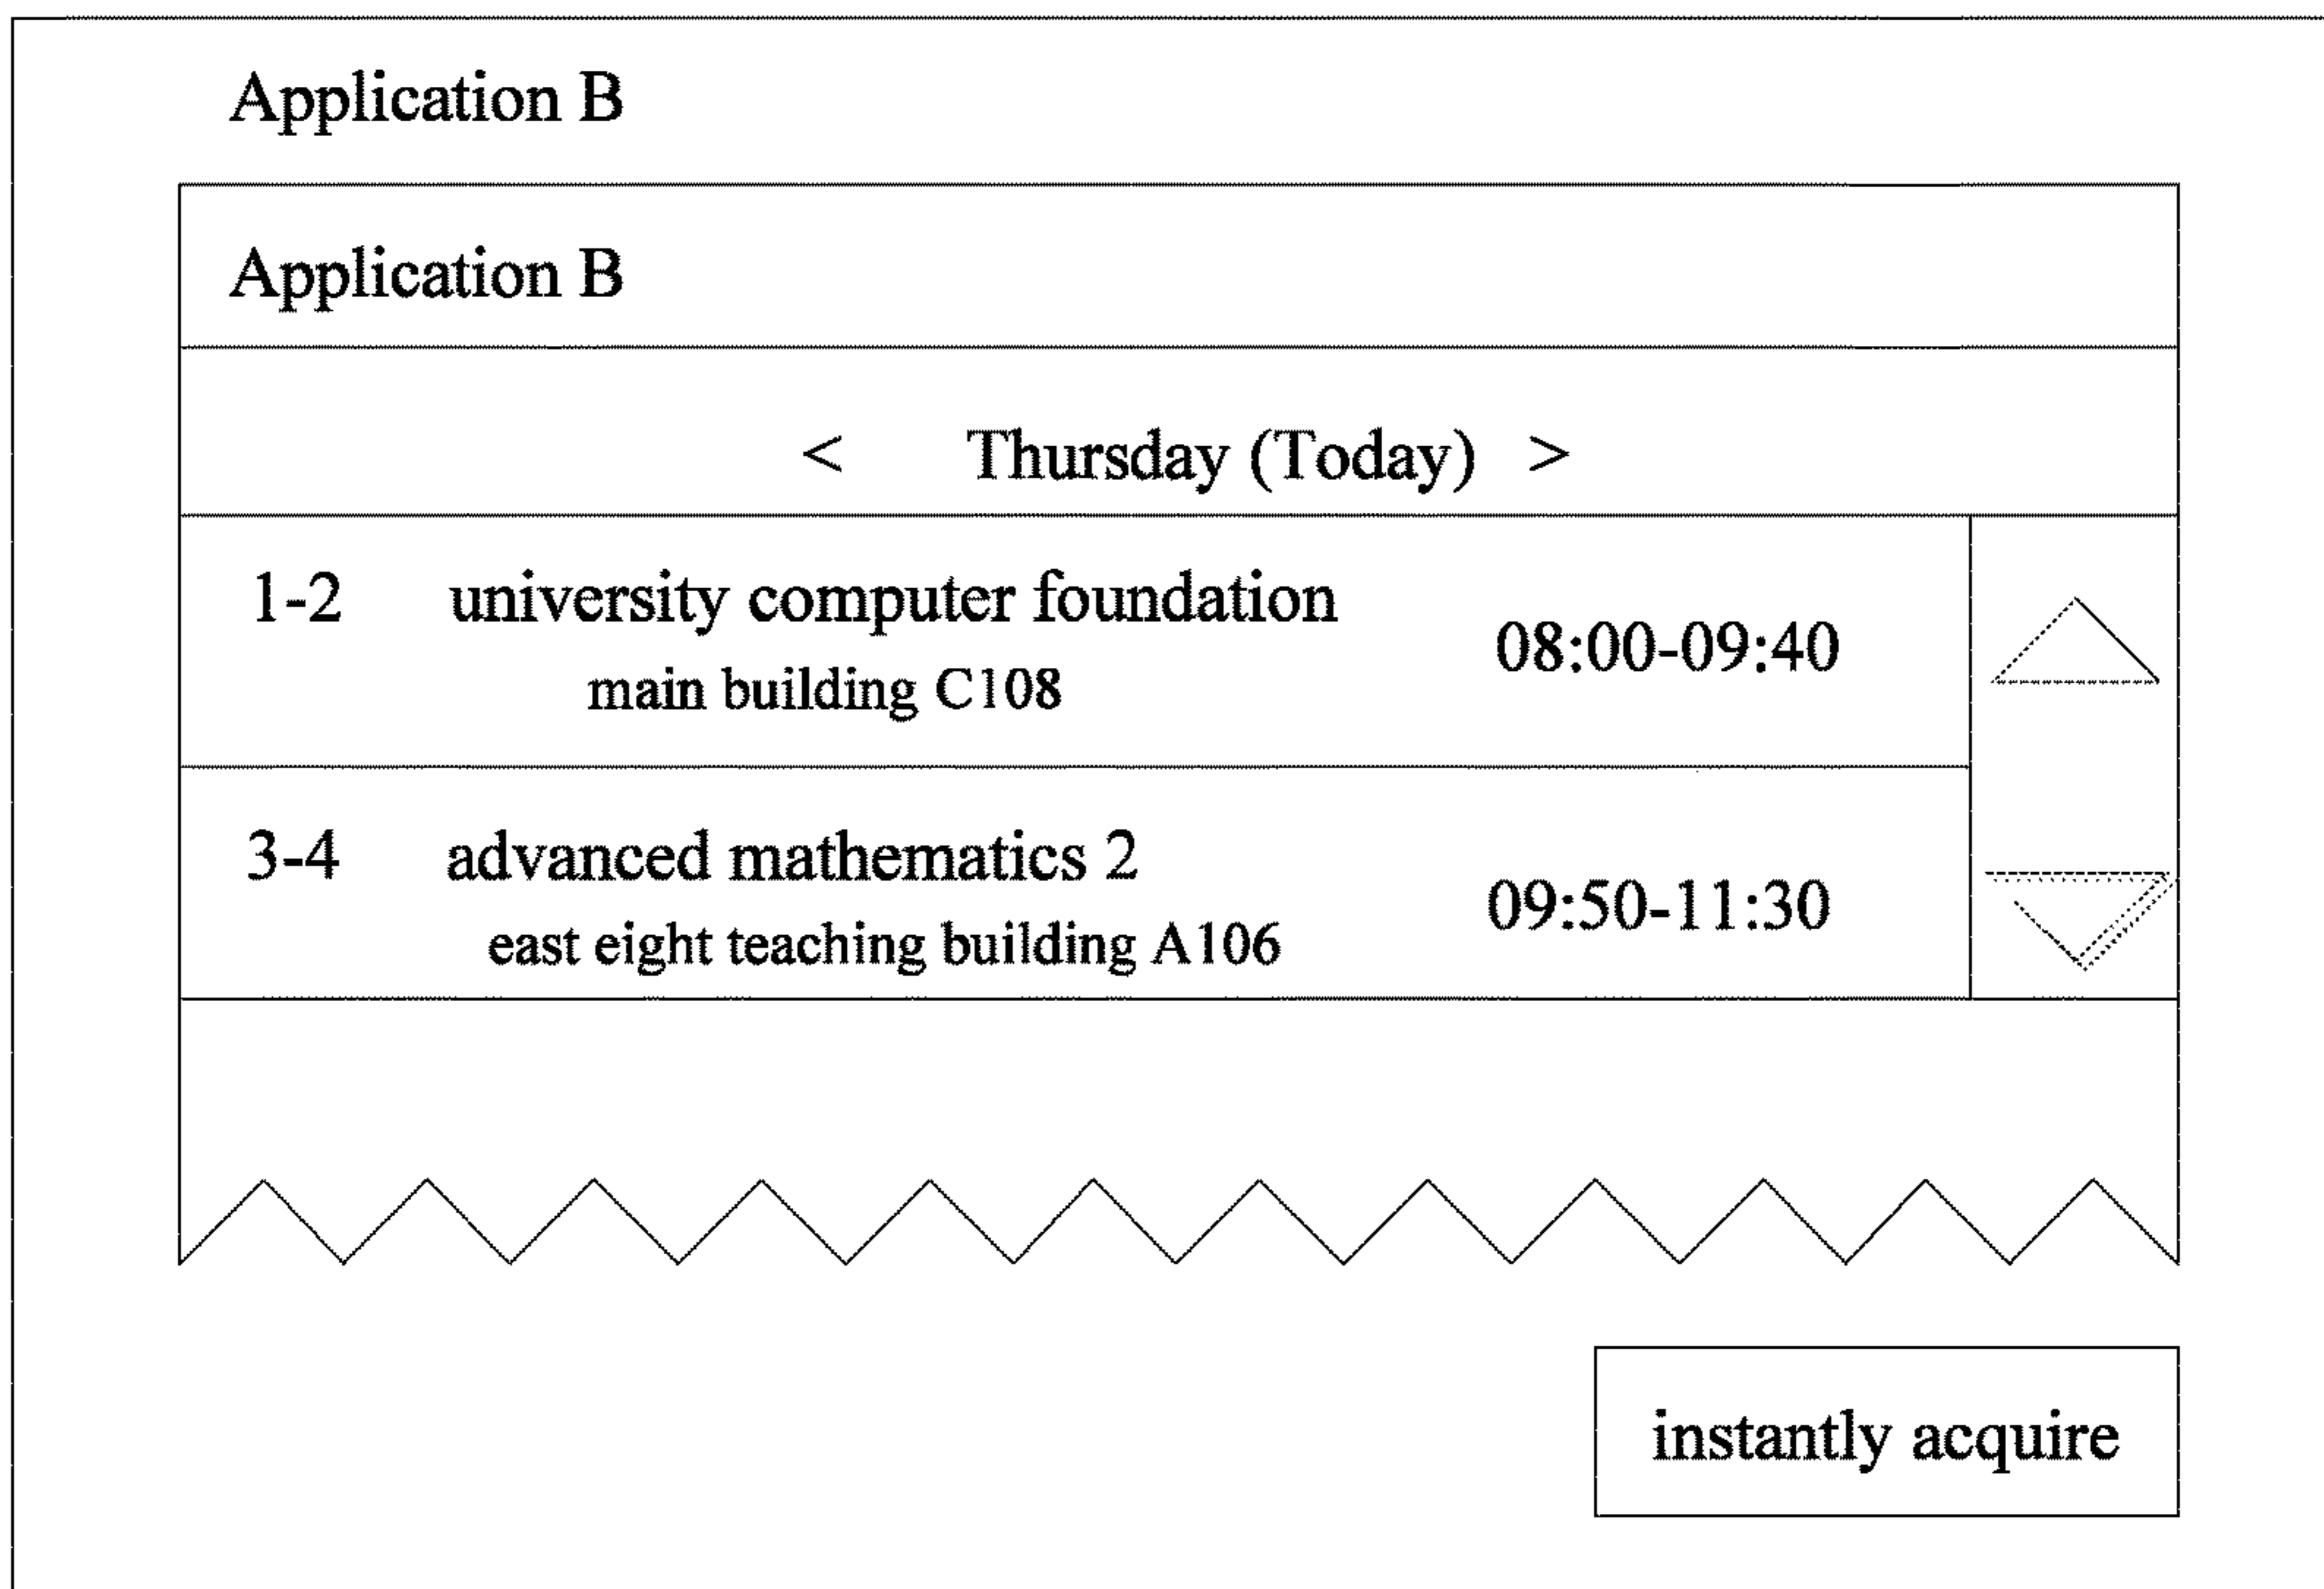 Application B
Application B
< Thursday (Today) >
1-2 university computer foundation 08:00-09:40
main building C108
3-4 advanced mathematics 2 09:50-11:30
east eight teaching building A106
instantly acquire